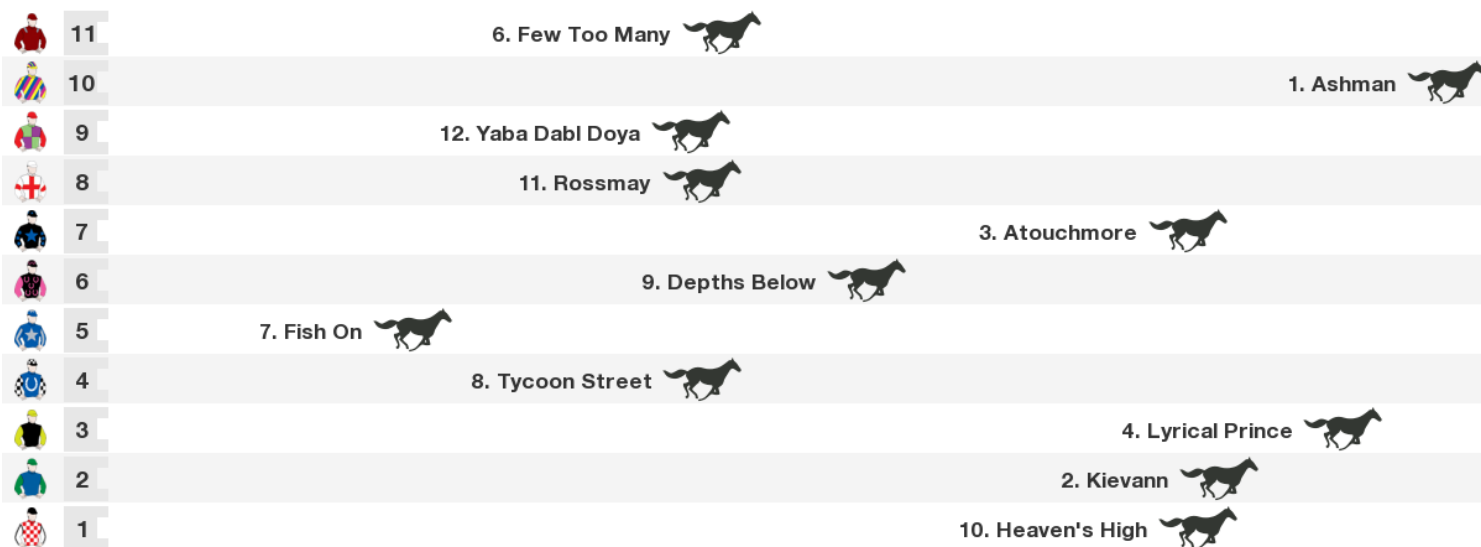 11 6. Few Too Many
10 1. Ashman
9 12. Yaba Dabl Doya
8 11. Rossmay
7 3. Atouchmore
6 9. Depths Below
5 7. Fish On
4 8. Tycoon Street
3 4. Lyrical Prince
2 2. Kievann
1 10. Heaven's High